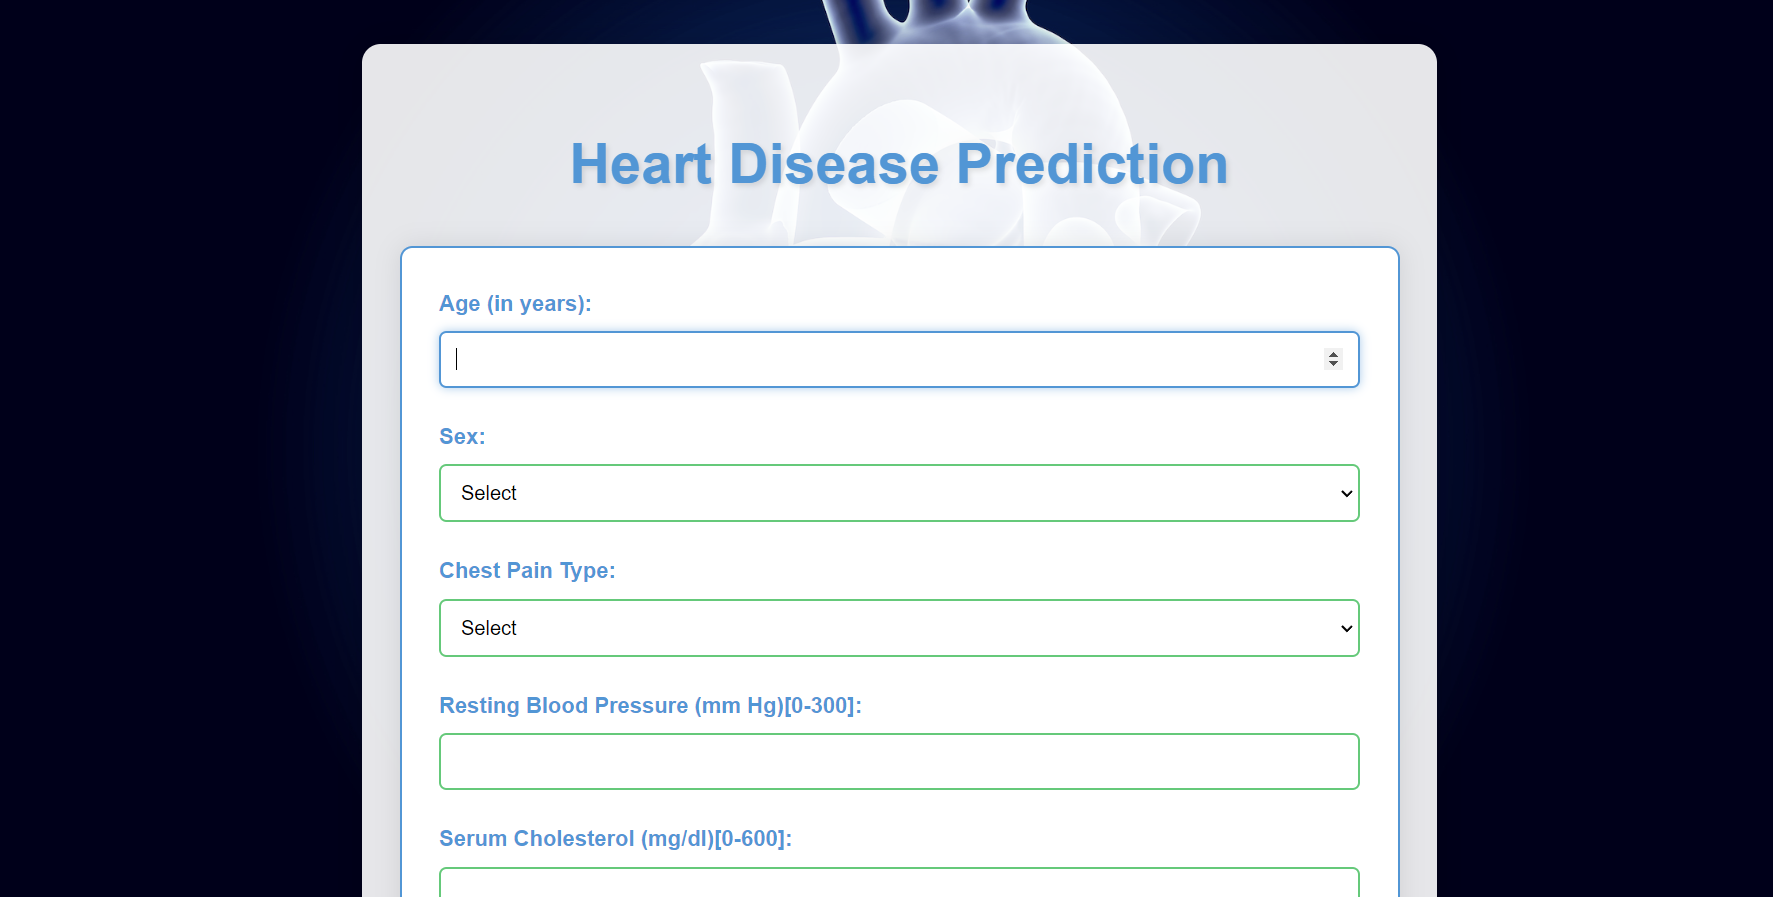 Heart Disease Prediction
Age (in years):
Sex:
Select
Chest Pain Type:
Select
Resting Blood Pressure (mm Hg)[0-300]:
Serum Cholesterol (mg/dl)[0-600]: